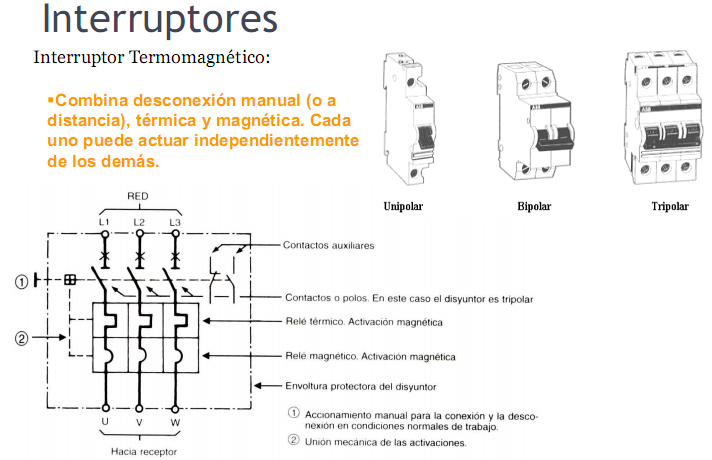 Interruptores
Interruptor Termomagnético:
▪Combina desconexión manual (o a
distancia), térmica y magnética. Cada
uno puede actuar independientemente
de los demás.
ABB
ABB
Unipolar
Bipolar
Tripolar
RED
L1 L2 L3
Contactos auxiliares
1
Contactos o polos. En este caso el disyuntor es tripolar
Relé térmico. Activación magnética
2
Relé magnético. Activación magnética
Envoltura protectora del disyuntor
U V W
Hacia receptor
1 Accionamiento manual para la conexión y la desco-
nexión en condiciones normales de trabajo.
2 Unión mecánica de las activaciones.